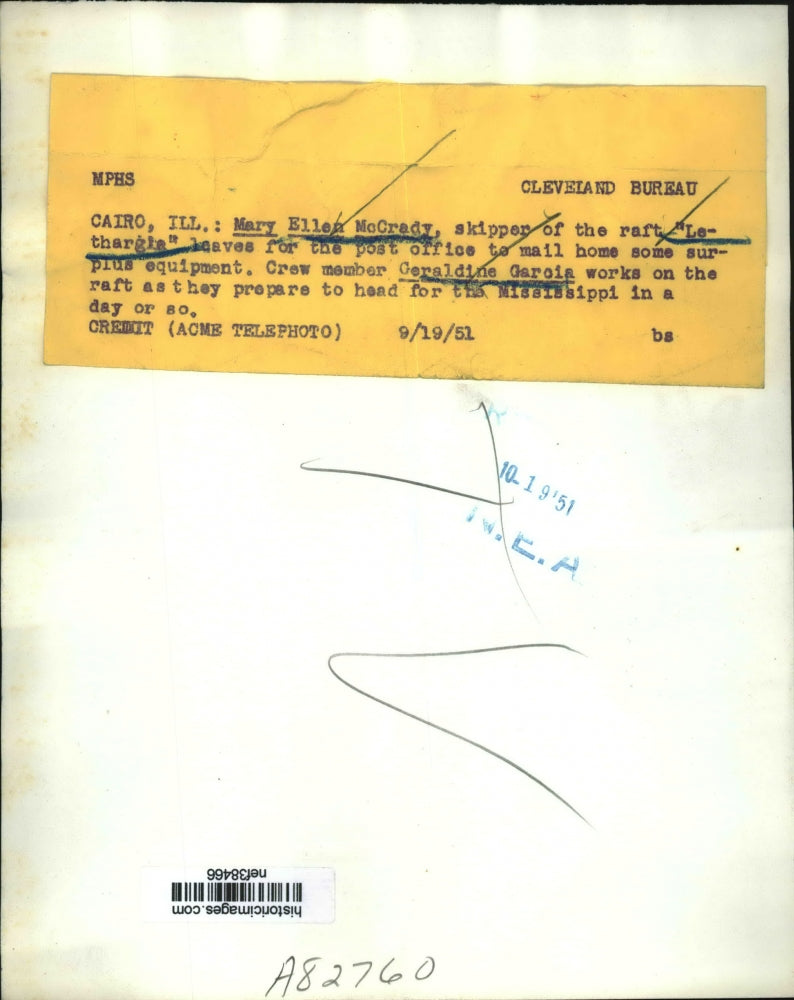 MPHS
CLEVELAND BUREAU
CAIRO, ILL.: Mary Ellen McCrady, skipper of the raft "Le-
thargia" leaves for the post office to mail home some sur-
plus equipment. Crew member Geraldine Garcia works on the
raft as they prepare to head for the Mississippi in a
day or so.
CREDIT (ACME TELEPHOTO) 9/19/51 bs
10-19'51
N.E.A
nef38466
historicimages.com
A82760